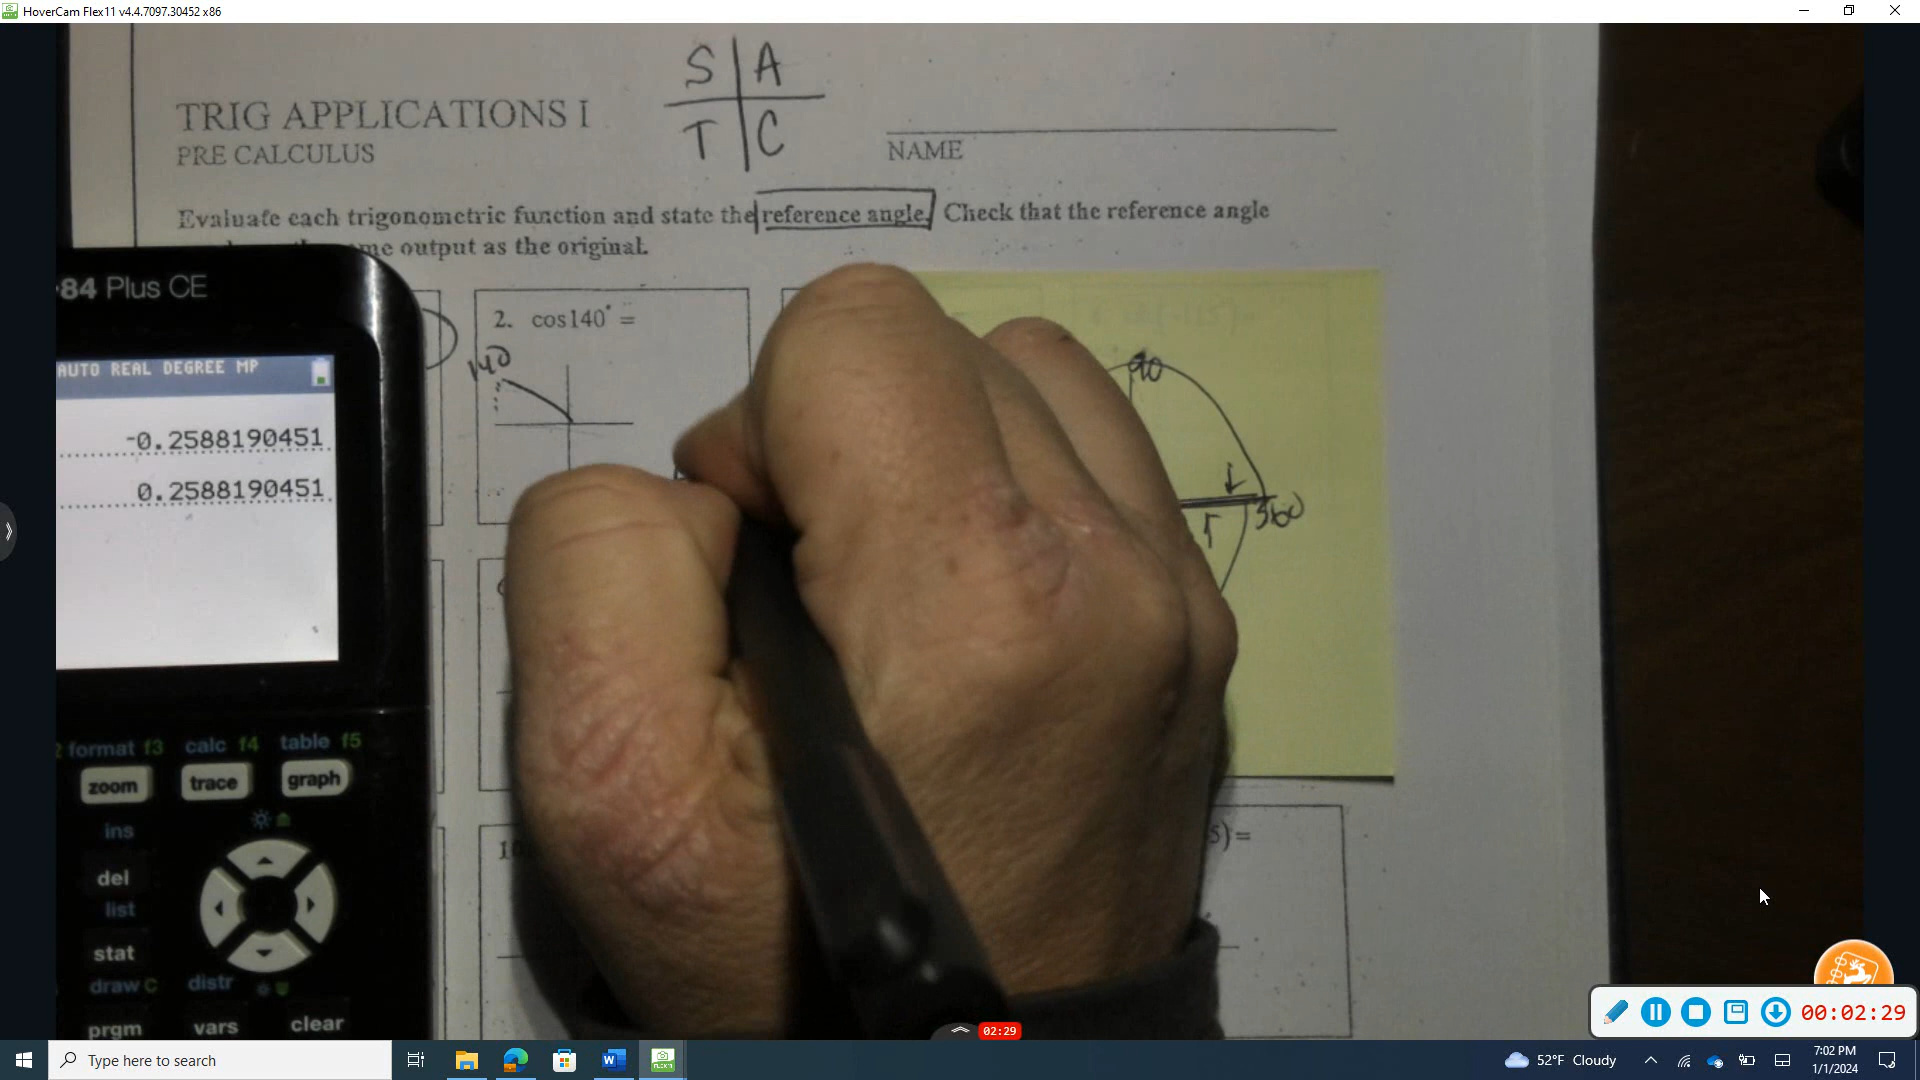 HoverCam Flex11 v4.4.7097.30452 x86
S A
T C
TRIG APPLICATIONS I
PRE CALCULUS
NAME
Evaluate each trigonometric function and state the reference angle. Check that the reference angle
output as the original.
84 Plus CE
AUTO REAL DEGREE MP
-0.2588190451
0.2588190451
2. cos140° =
140
90
360
format f3 calc f4 table f5
zoom trace graph
ins
del
list
stat
draw C distr
prgm vars clear
02:29
00:02:29
Type here to search
52°F Cloudy
7:02 PM
1/1/2024